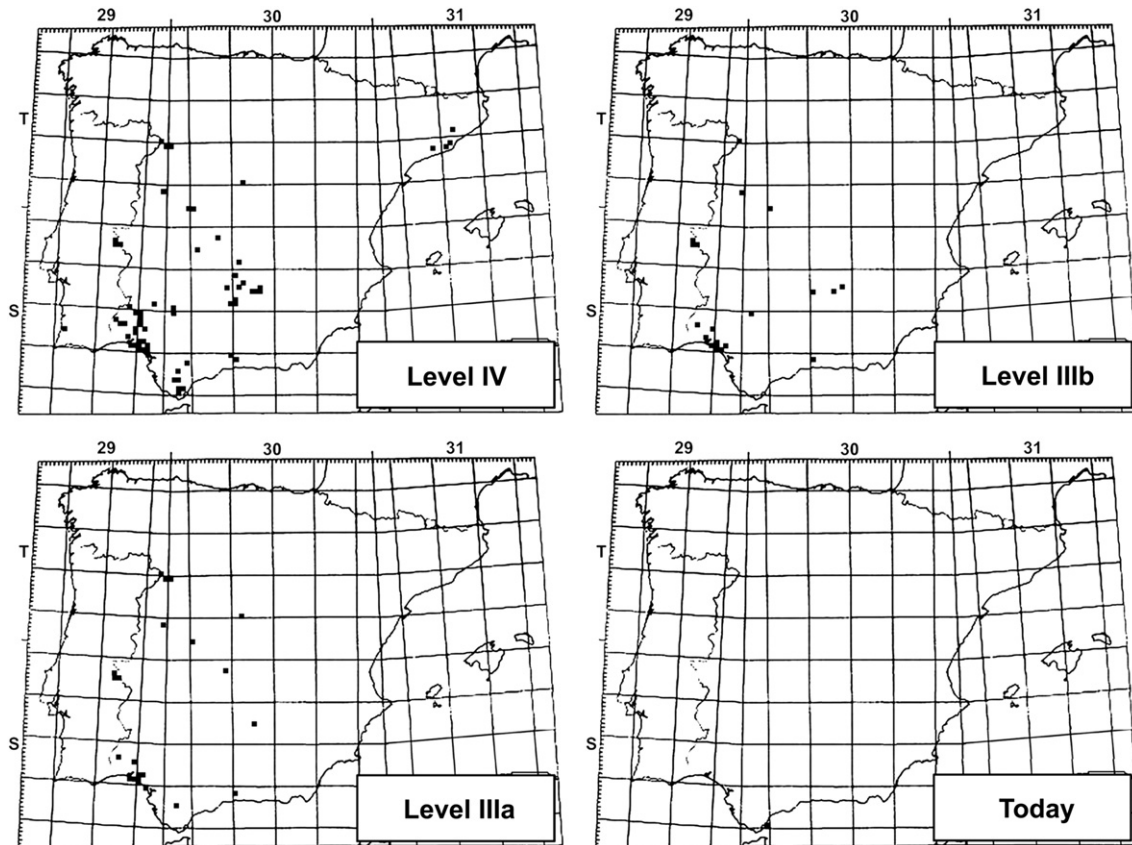 29 30 31
29 30 31
T
T
S
S
Level IV
Level IIIb
29 30 31
29 30 31
T
T
S
S
Level IIIa
Today